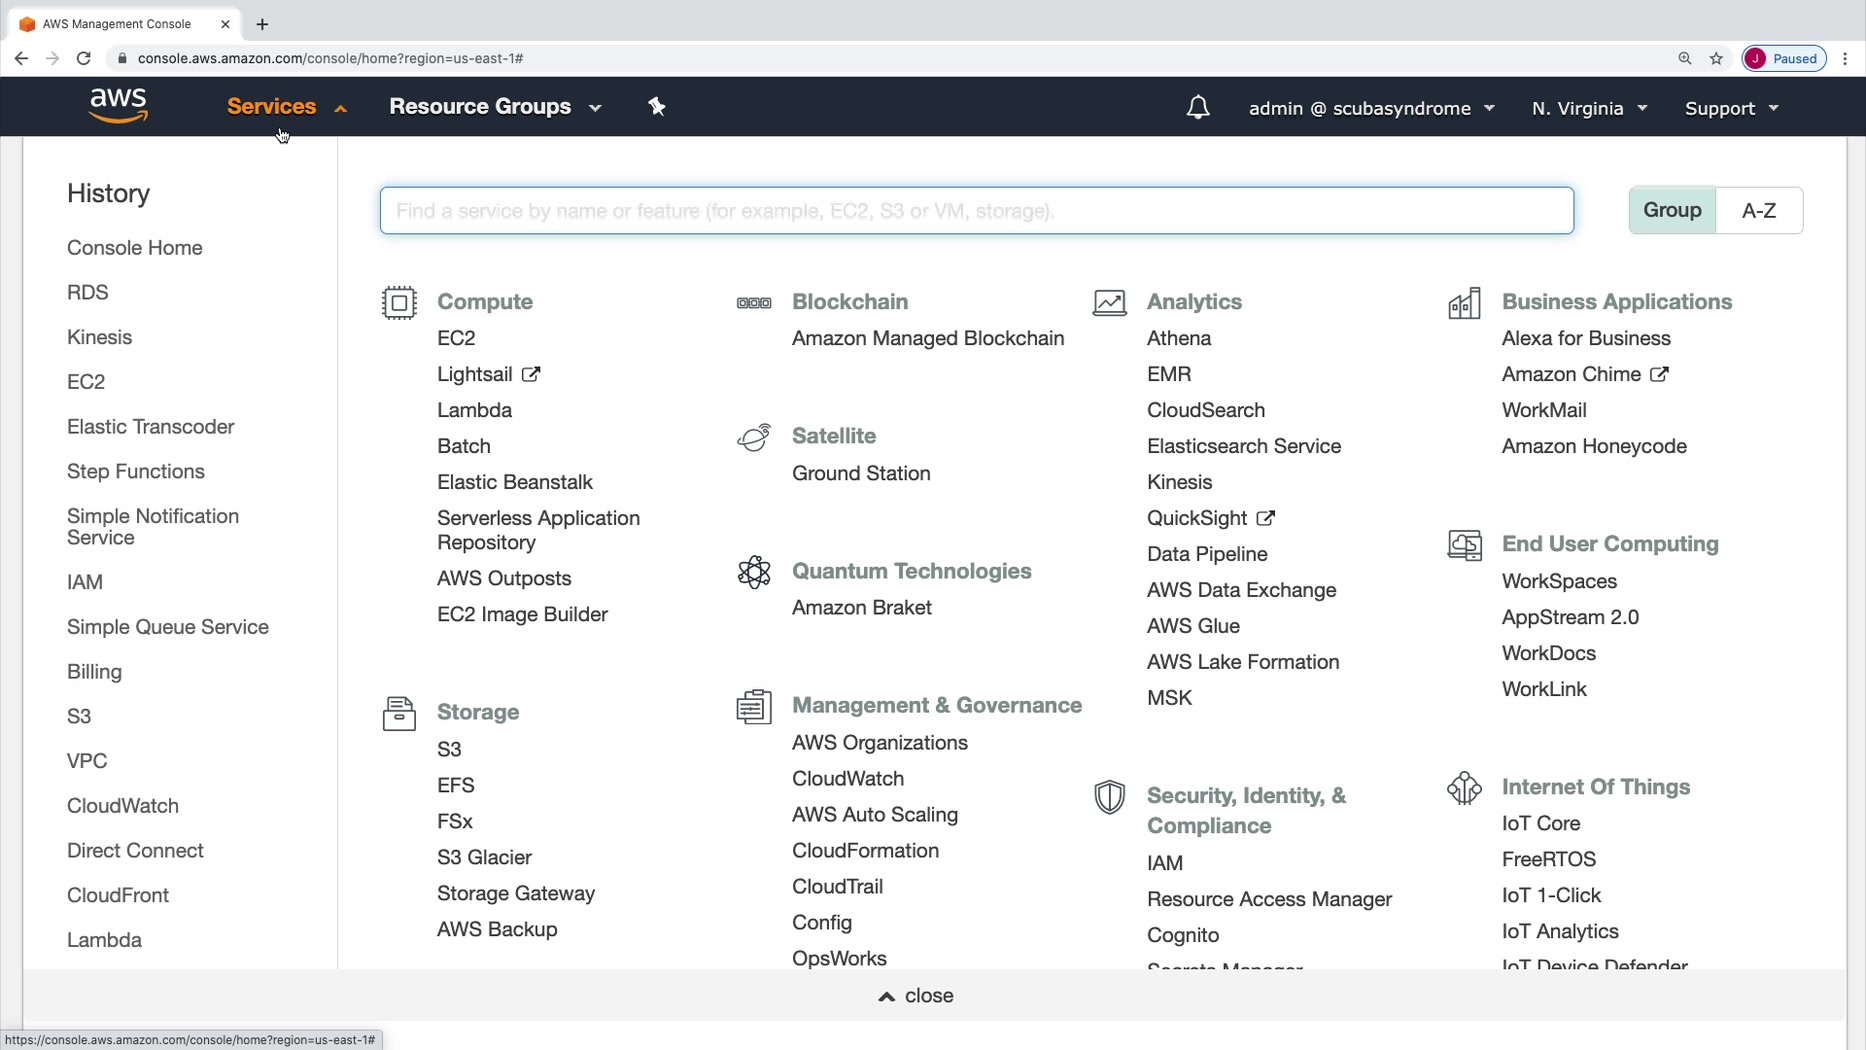 AWS Management Console
console.aws.amazon.com/console/home?region=us-east-1#
J Paused
aws
Services
Resource Groups
admin @ scubasyndrome
N. Virginia
Support
History
Console Home
RDS
Kinesis
EC2
Elastic Transcoder
Step Functions
Simple Notification
Service
IAM
Simple Queue Service
Billing
S3
VPC
CloudWatch
Direct Connect
CloudFront
Lambda
Find a service by name or feature (for example, EC2, S3 or VM, storage).
Group
A-Z
Compute
EC2
Lightsail
Lambda
Batch
Elastic Beanstalk
Serverless Application
Repository
AWS Outposts
EC2 Image Builder
Storage
S3
EFS
FSx
S3 Glacier
Storage Gateway
AWS Backup
Blockchain
Amazon Managed Blockchain
Satellite
Ground Station
Quantum Technologies
Amazon Braket
Management & Governance
AWS Organizations
CloudWatch
AWS Auto Scaling
CloudFormation
CloudTrail
Config
OpsWorks
Analytics
Athena
EMR
CloudSearch
Elasticsearch Service
Kinesis
QuickSight
Data Pipeline
AWS Data Exchange
AWS Glue
AWS Lake Formation
MSK
Security, Identity, &
Compliance
IAM
Resource Access Manager
Cognito
Secrets Manager
Business Applications
Alexa for Business
Amazon Chime
WorkMail
Amazon Honeycode
End User Computing
WorkSpaces
AppStream 2.0
WorkDocs
WorkLink
Internet Of Things
IoT Core
FreeRTOS
IoT 1-Click
IoT Analytics
IoT Device Defender
close
https://console.aws.amazon.com/console/home?region=us-east-1#